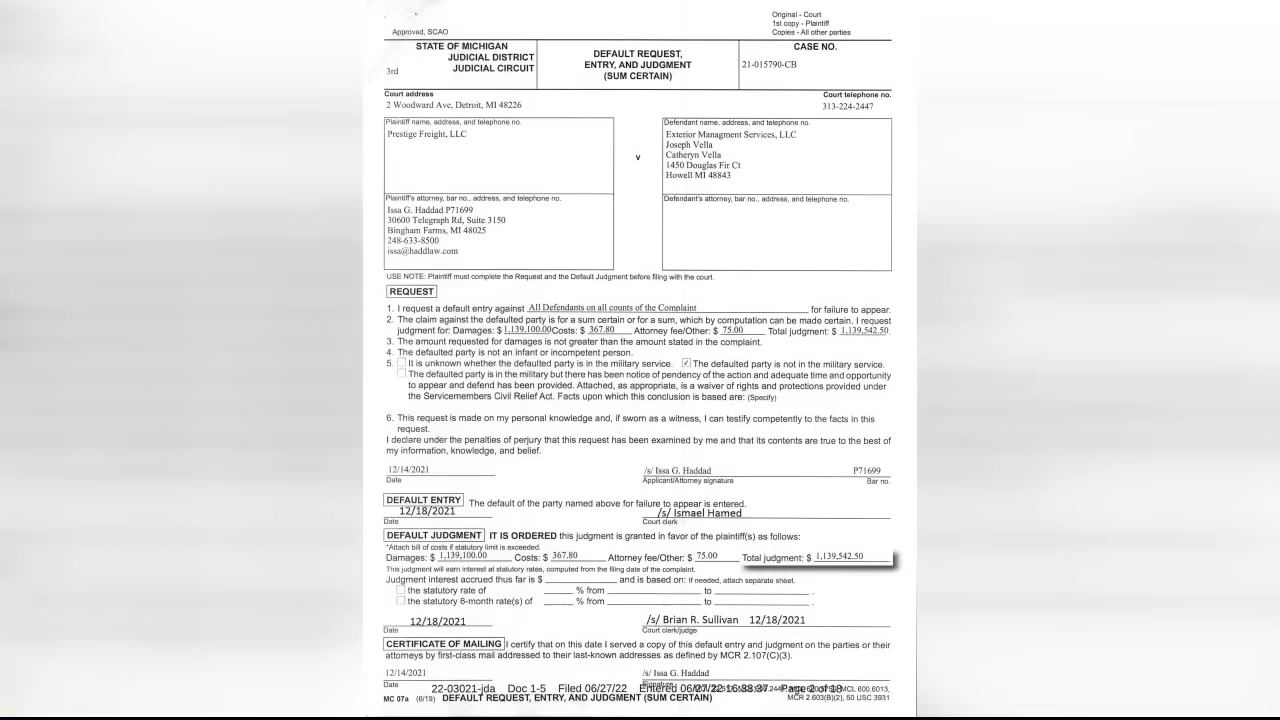 Original - Court
1st copy - Plaintiff
Approved, SCAO
Copies - All other parties
STATE OF MICHIGAN
JUDICIAL DISTRICT
3rd JUDICIAL CIRCUIT
DEFAULT REQUEST,
ENTRY, AND JUDGMENT
(SUM CERTAIN)
CASE NO.
21-015790-CB
Court address
Court telephone no.
2 Woodward Ave, Detroit, MI 48226
313-224-2447
Plaintiff name, address, and telephone no.
Prestige Freight, LLC
v
Defendant name, address, and telephone no.
Exterior Managment Services, LLC
Joseph Vella
Catheryn Vella
1450 Douglas Fir Ct
Howell MI 48843
Plaintiff's attorney, bar no., address, and telephone no.
Issa G. Haddad P71699
30600 Telegraph Rd, Suite 3150
Bingham Farms, MI 48025
248-633-8500
issa@haddlaw.com
Defendant's attorney, bar no., address, and telephone no.
USE NOTE: Plaintiff must complete the Request and the Default Judgment before filing with the court.
REQUEST
1. I request a default entry against All Defendants on all counts of the Complaint for failure to appear.
2. The claim against the defaulted party is for a sum certain or for a sum, which by computation can be made certain. I request
judgment for: Damages: $ 1,139,100.00 Costs: $ 367.80 Attorney fee/Other: $ 75.00 Total judgment: $ 1,139,542.50.
3. The amount requested for damages is not greater than the amount stated in the complaint.
4. The defaulted party is not an infant or incompetent person.
5. It is unknown whether the defaulted party is in the military service. ✓ The defaulted party is not in the military service.
The defaulted party is in the military but there has been notice of pendency of the action and adequate time and opportunity
to appear and defend has been provided. Attached, as appropriate, is a waiver of rights and protections provided under
the Servicemembers Civil Relief Act. Facts upon which this conclusion is based are: (Specify)
6. This request is made on my personal knowledge and, if sworn as a witness, I can testify competently to the facts in this
request.
I declare under the penalties of perjury that this request has been examined by me and that its contents are true to the best of
my information, knowledge, and belief.
12/14/2021 /s/ Issa G. Haddad P71699
Date Applicant/Attorney signature Bar no.
DEFAULT ENTRY The default of the party named above for failure to appear is entered.
12/18/2021 /s/ Ismael Hamed
Date Court clerk
DEFAULT JUDGMENT IT IS ORDERED this judgment is granted in favor of the plaintiff(s) as follows:
*Attach bill of costs if statutory limit is exceeded.
Damages: $ 1,139,100.00 Costs: $ 367.80 Attorney fee/Other: $ 75.00 Total judgment: $ 1,139,542.50
This judgment will earn interest at statutory rates, computed from the filing date of the complaint.
Judgment interest accrued thus far is $ and is based on: if needed, attach separate sheet.
the statutory rate of % from to .
the statutory 6-month rate(s) of % from to .
12/18/2021 /s/ Brian R. Sullivan 12/18/2021
Date Court clerk/judge
CERTIFICATE OF MAILING I certify that on this date I served a copy of this default entry and judgment on the parties or their
attorneys by first-class mail addressed to their last-known addresses as defined by MCR 2.107(C)(3).
12/14/2021 /s/ Issa G. Haddad
Date Signature
22-03021-jda Doc 1-5 Filed 06/27/22 Entered 06/27/22 16:38:37 Page 2 of 18
MCL 600.6013,
MC 07a (6/19) DEFAULT REQUEST, ENTRY, AND JUDGMENT (SUM CERTAIN) MCR 2.603(B)(2), 50 USC 3931